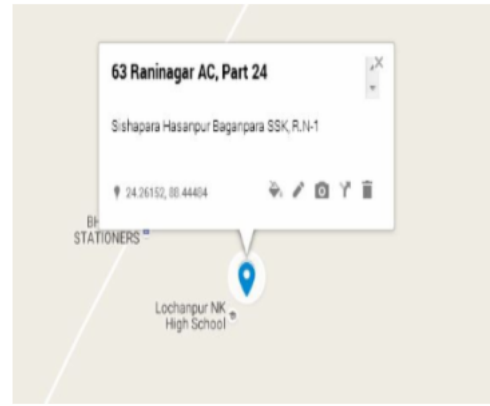 63 Raninagar AC, Part 24
Sishapara Hasanpur Baganpara SSK, R.N-1
24.26152, 88.44484
STATIONERS
Lochanpur NK
High School